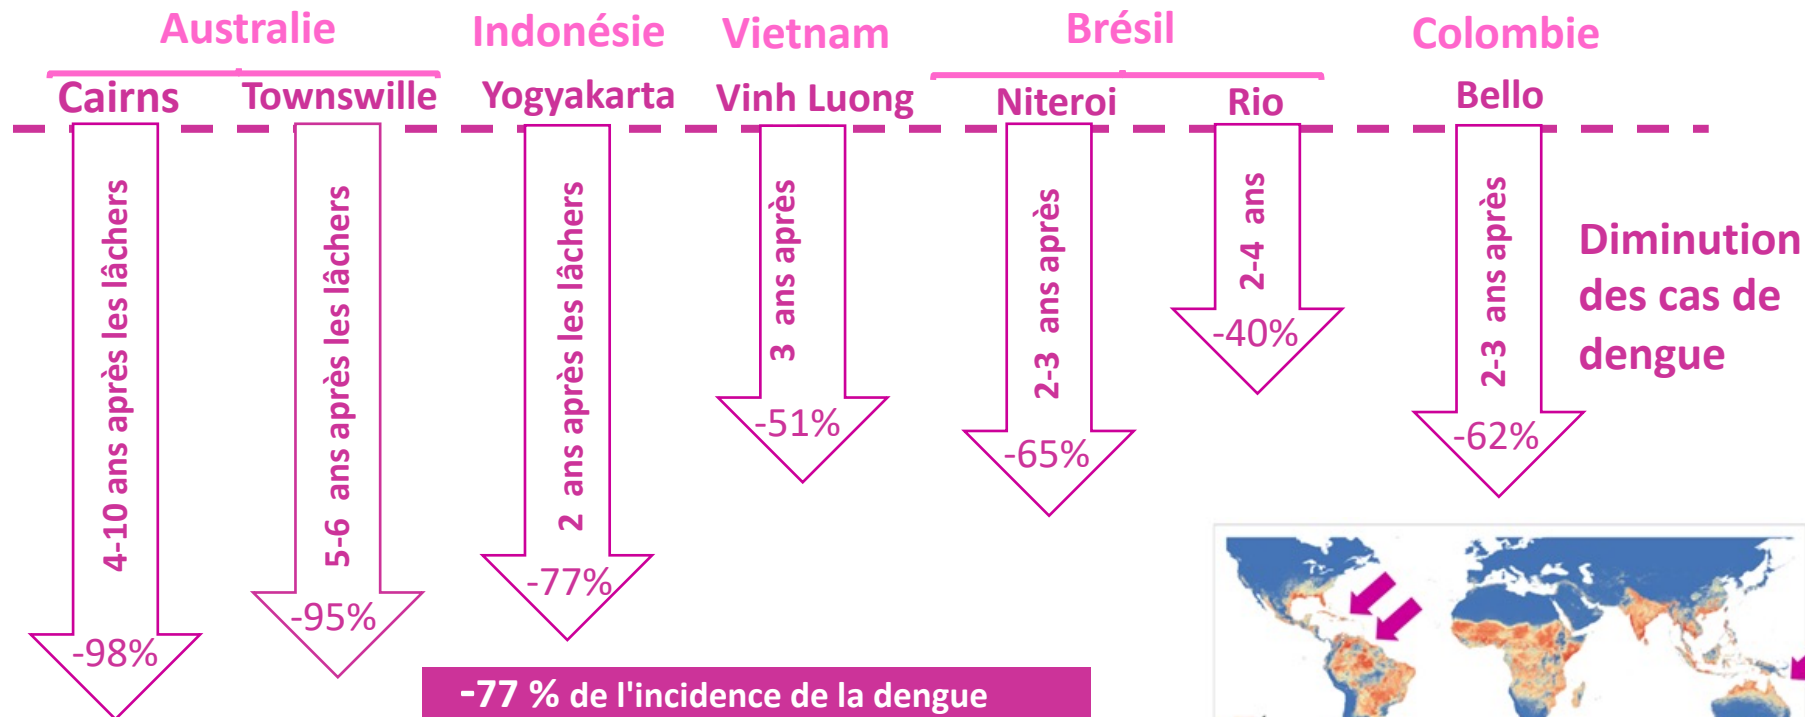 Australie
Indonésie
Vietnam
Brésil
Colombie
Cairns
Townswille
Yogyakarta
Vinh Luong
Niteroi
Rio
Bello
4-10 ans après les lâchers
-98%
5-6 ans après les lâchers
-95%
2 ans après les lâchers
-77%
3 ans après
-51%
2-3 ans après
-65%
2-4 ans
-40%
2-3 ans après
-62%
Diminution
des cas de
dengue
-77 % de l'incidence de la dengue